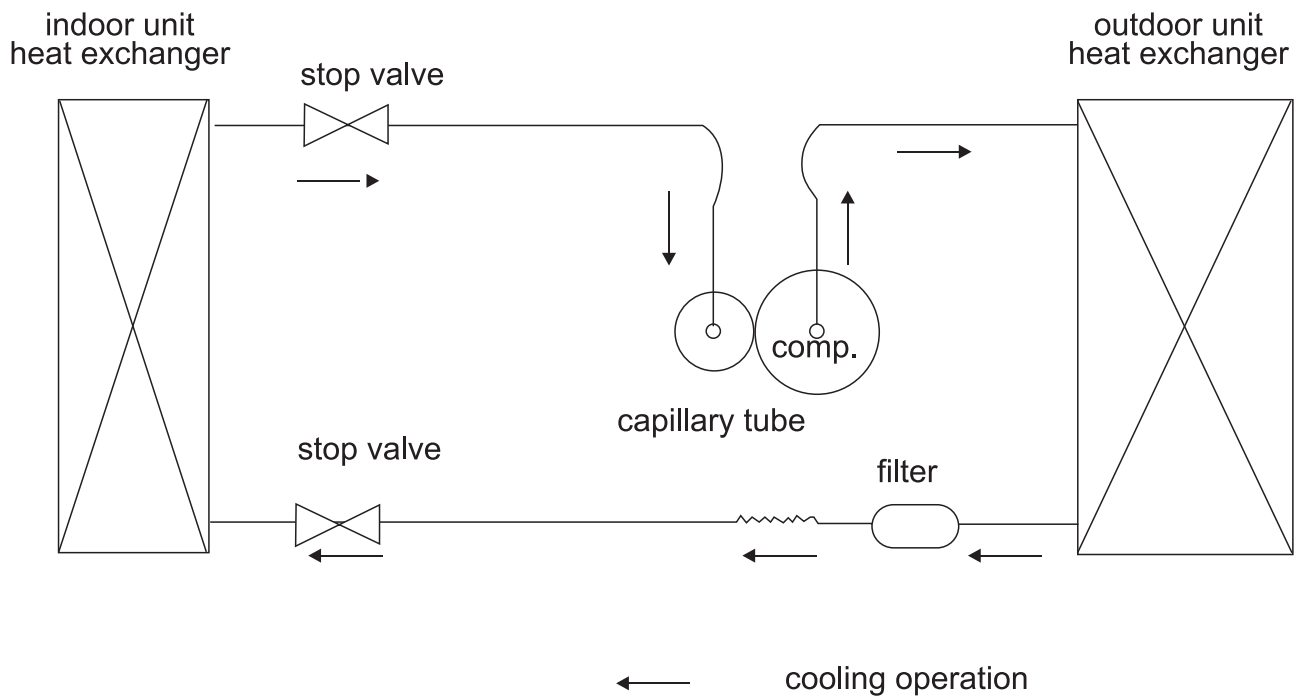 indoor unit
heat exchanger
outdoor unit
heat exchanger
stop valve
comp.
capillary tube
stop valve
filter
cooling operation